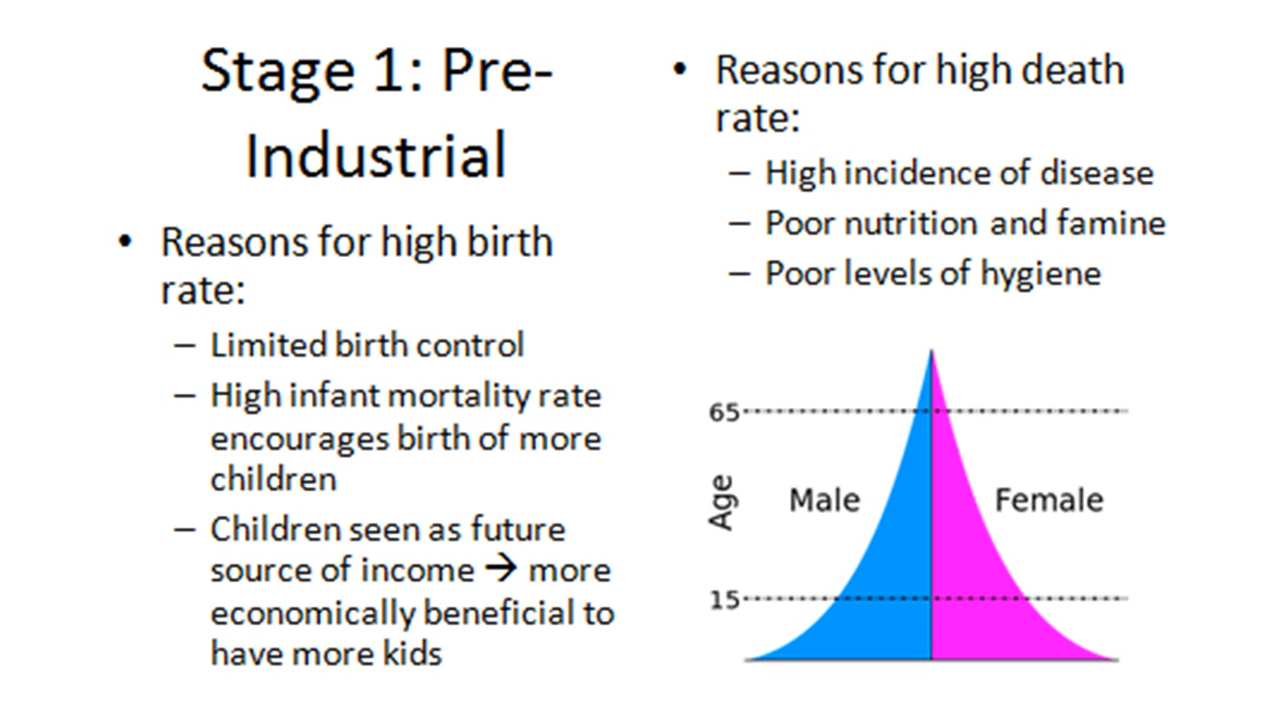 Stage 1: Pre-
Industrial
• Reasons for high birth
rate:
– Limited birth control
– High infant mortality rate
encourages birth of more
children
– Children seen as future
source of income → more
economically beneficial to
have more kids
• Reasons for high death
rate:
– High incidence of disease
– Poor nutrition and famine
– Poor levels of hygiene
65
Age
Male
Female
15